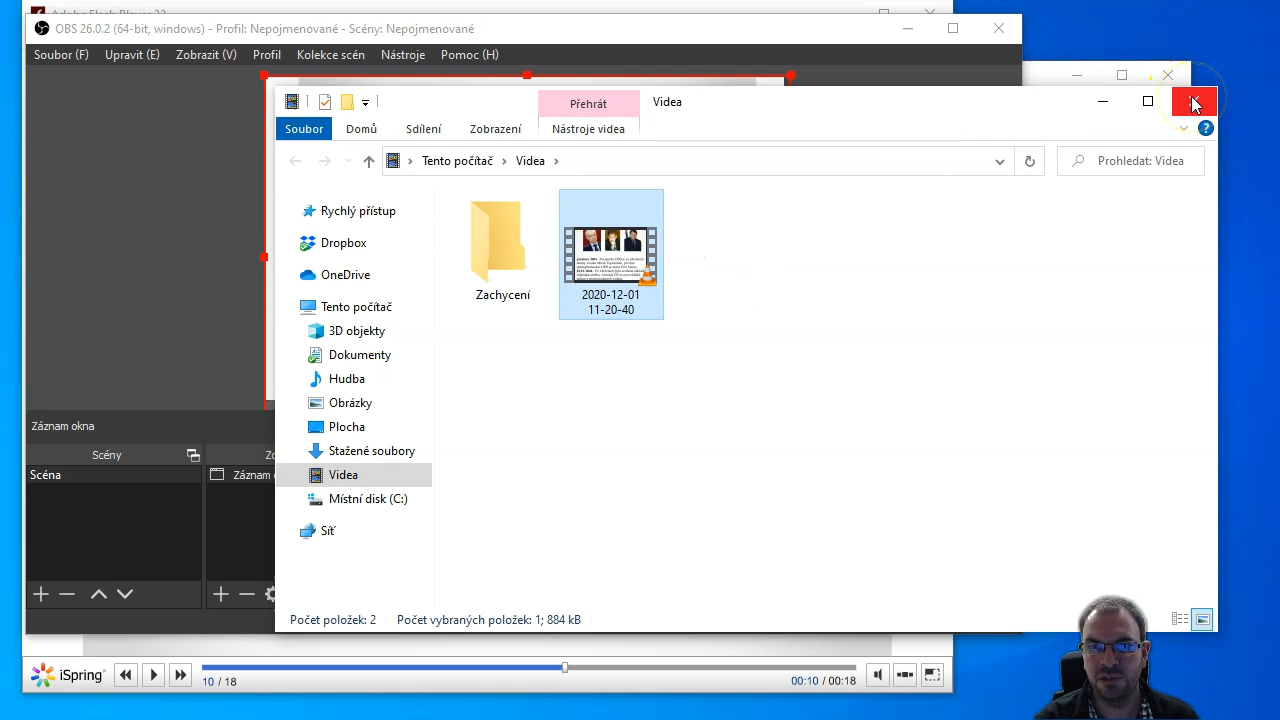 OBS 26.0.2 (64-bit, windows) - Profil: Nepojmenované - Scény: Nepojmenované
Soubor (F) Upravit (E) Zobrazit (V) Profil Kolekce scén Nástroje Pomoc (H)
Přehrát Videa
Soubor Domů Sdílení Zobrazení Nástroje videa
Tento počítač Videa Prohledat: Videa
Rychlý přístup
Dropbox
OneDrive
Tento počítač
3D objekty
Dokumenty
Hudba
Obrázky
Plocha
Stažené soubory
Videa
Místní disk (C:)
Síť
Zachycení
2020-12-01
11-20-40
Záznam okna
Scény
Scéna
Záznam
Počet položek: 2 Počet vybraných položek: 1; 884 kB
iSpring
10 / 18 00:10 / 00:18